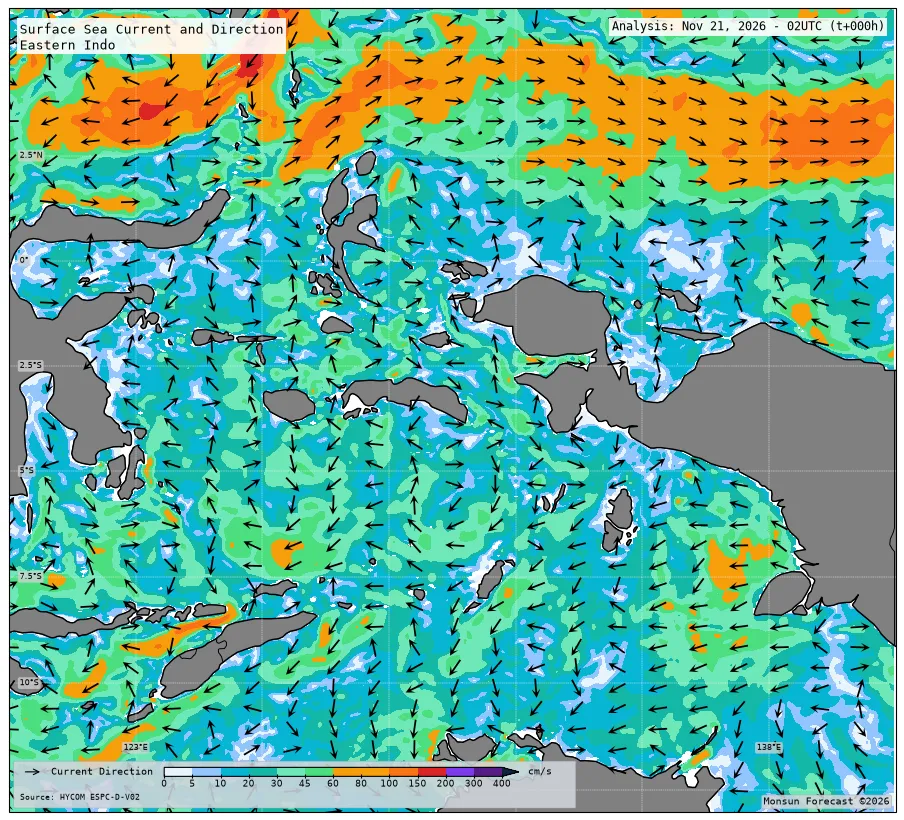 Surface Sea Current and Direction
Eastern Indo
Analysis: Nov 21, 2026 - 02UTC (t+000h)
2.5°N
0°
2.5°S
5°S
7.5°S
10°S
123°E
138°E
Current Direction
0 5 10 20 30 45 60 80 100 150 200 300 400 cm/s
Source: HYCOM ESPC-D-V02
Monsun Forecast ©2026